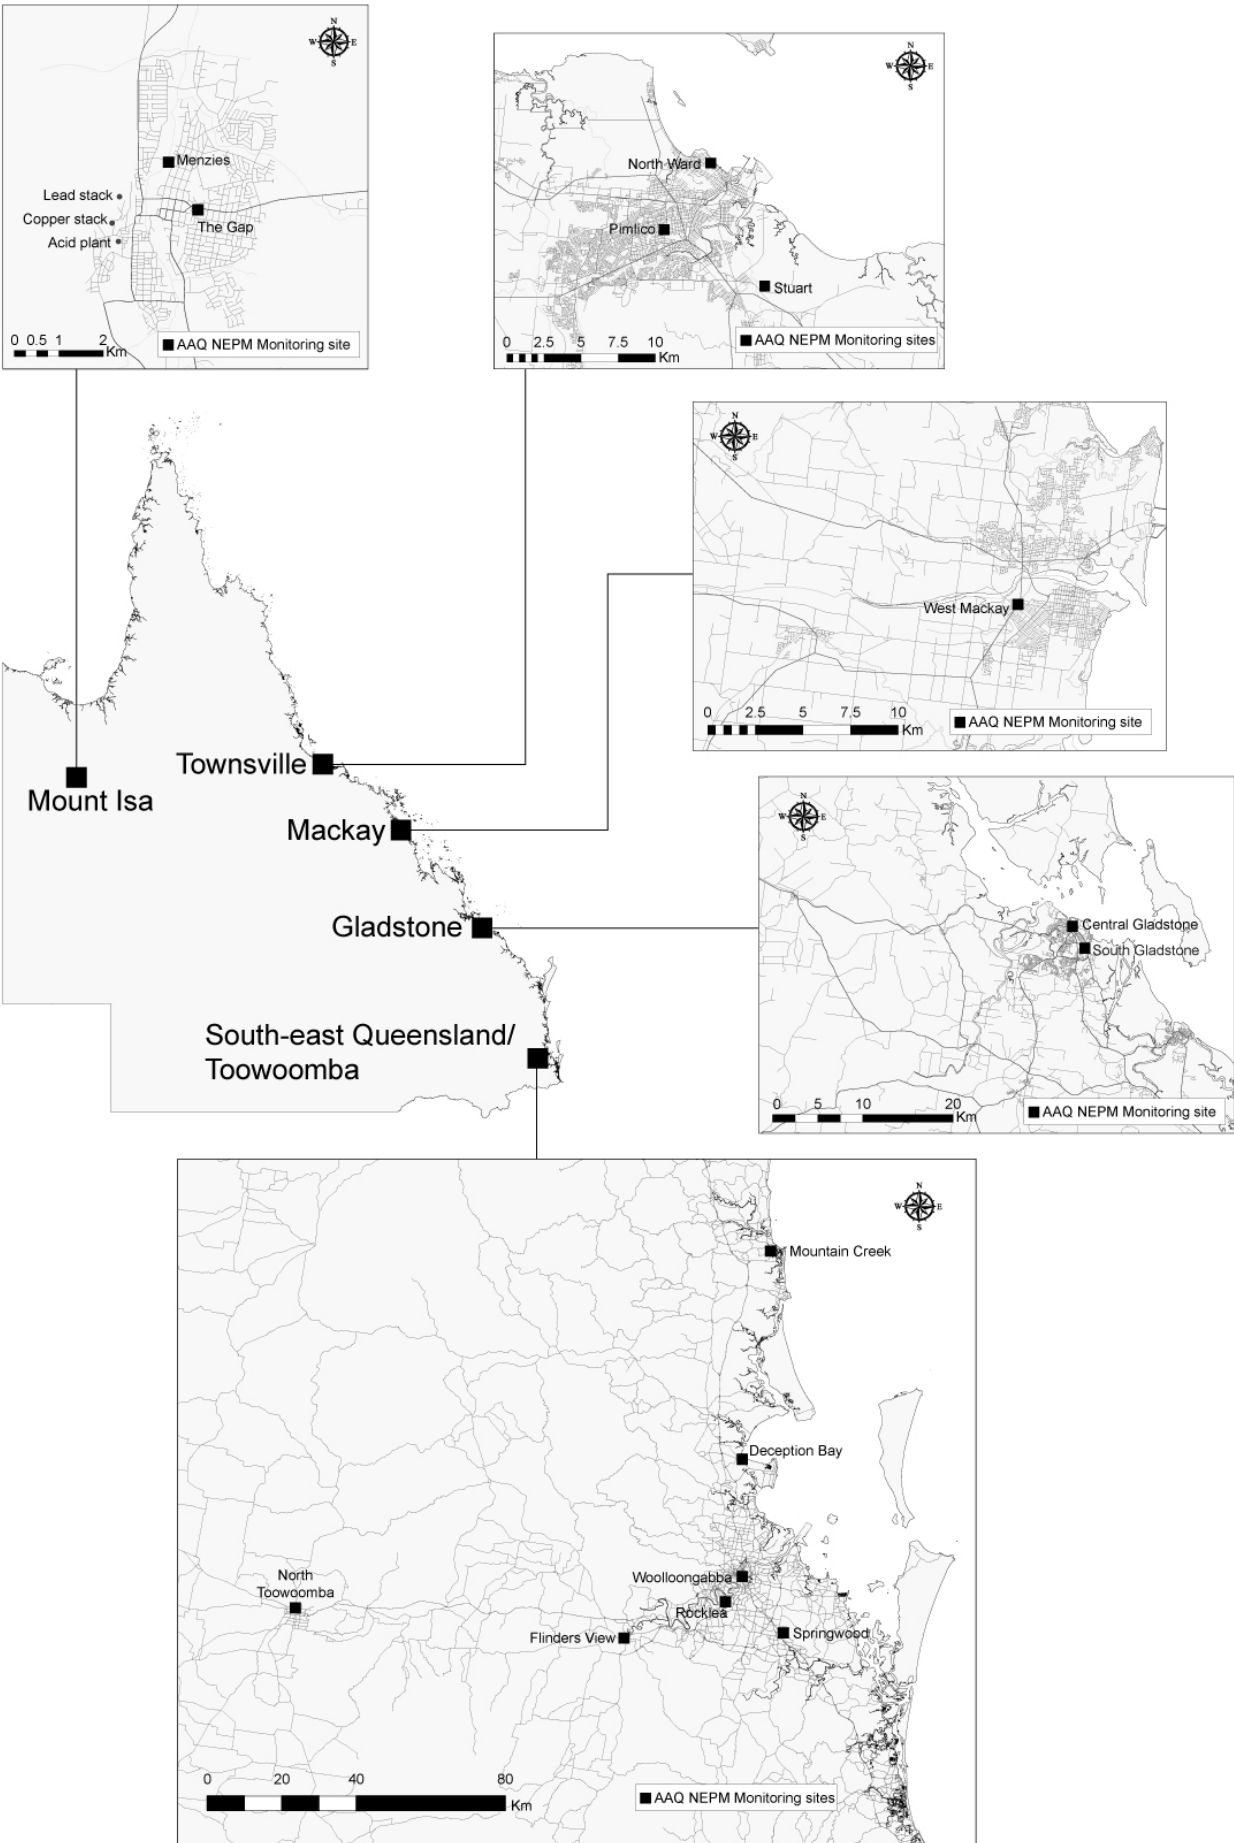 N
W E
S
Menzies
Lead stack
Copper stack
The Gap
Acid plant
0 0.5 1 2
Km
AAQ NEPM Monitoring site
N
W E
S
North Ward
Pimlico
Stuart
0 2.5 5 7.5 10
Km
AAQ NEPM Monitoring sites
N
W E
S
West Mackay
0 2.5 5 7.5 10
Km
AAQ NEPM Monitoring site
Townsville
Mount Isa
Mackay
Gladstone
South-east Queensland/
Toowoomba
N
W E
S
Central Gladstone
South Gladstone
0 5 10 20
Km
AAQ NEPM Monitoring site
N
W E
S
Mountain Creek
Deception Bay
North
Toowoomba
Woolloongabba
Rocklea
Flinders View
Springwood
0 20 40 80
Km
AAQ NEPM Monitoring sites